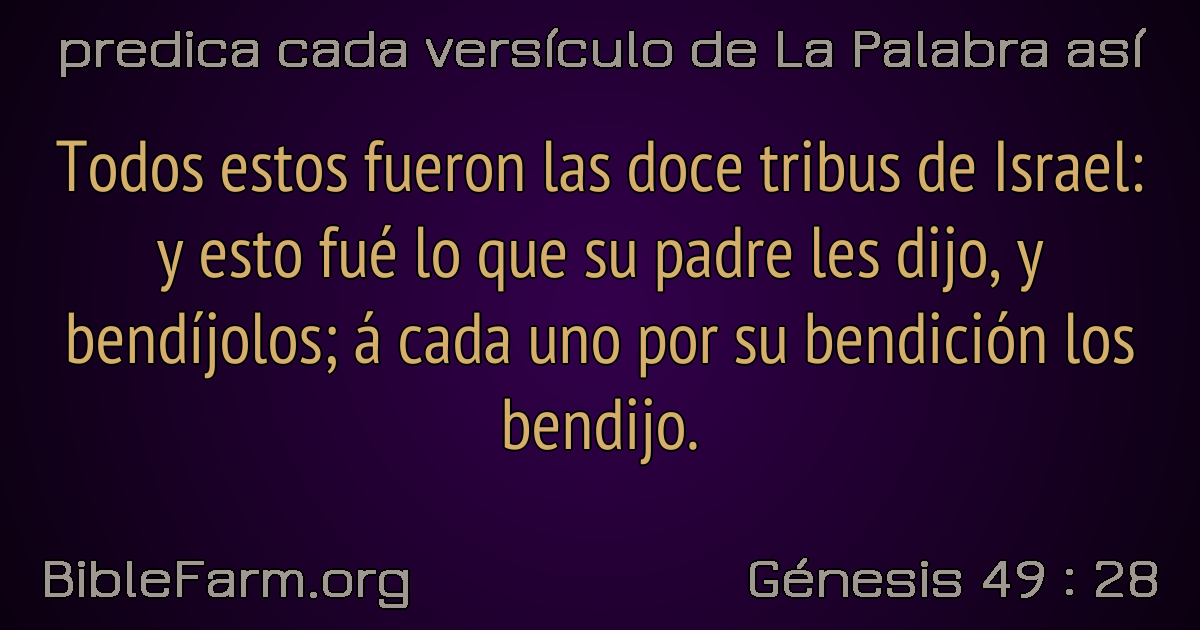 predica cada versículo de La Palabra así
Todos estos fueron las doce tribus de Israel:
y esto fué lo que su padre les dijo, y
bendíjolos; á cada uno por su bendición los
bendijo.
BibleFarm.org
Génesis 49 : 28